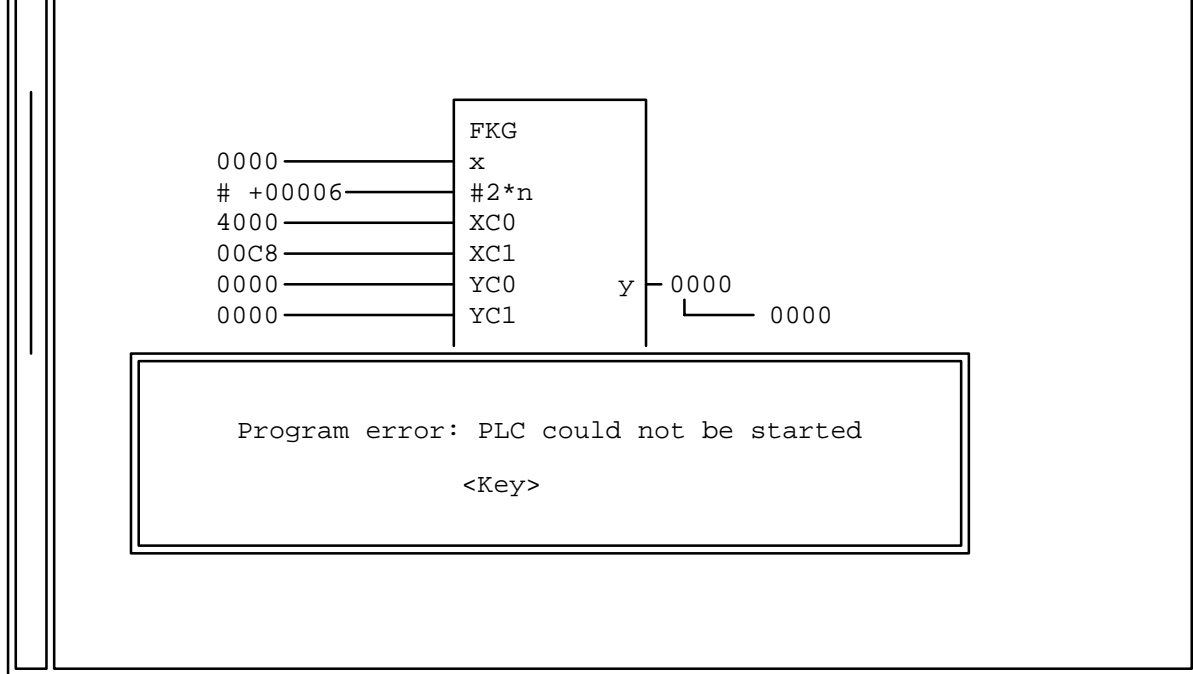 FKG
0000 x
# +00006 #2*n
4000 XC0
00C8 XC1
0000 YC0 y 0000
0000 YC1 0000
Program error: PLC could not be started
<Key>